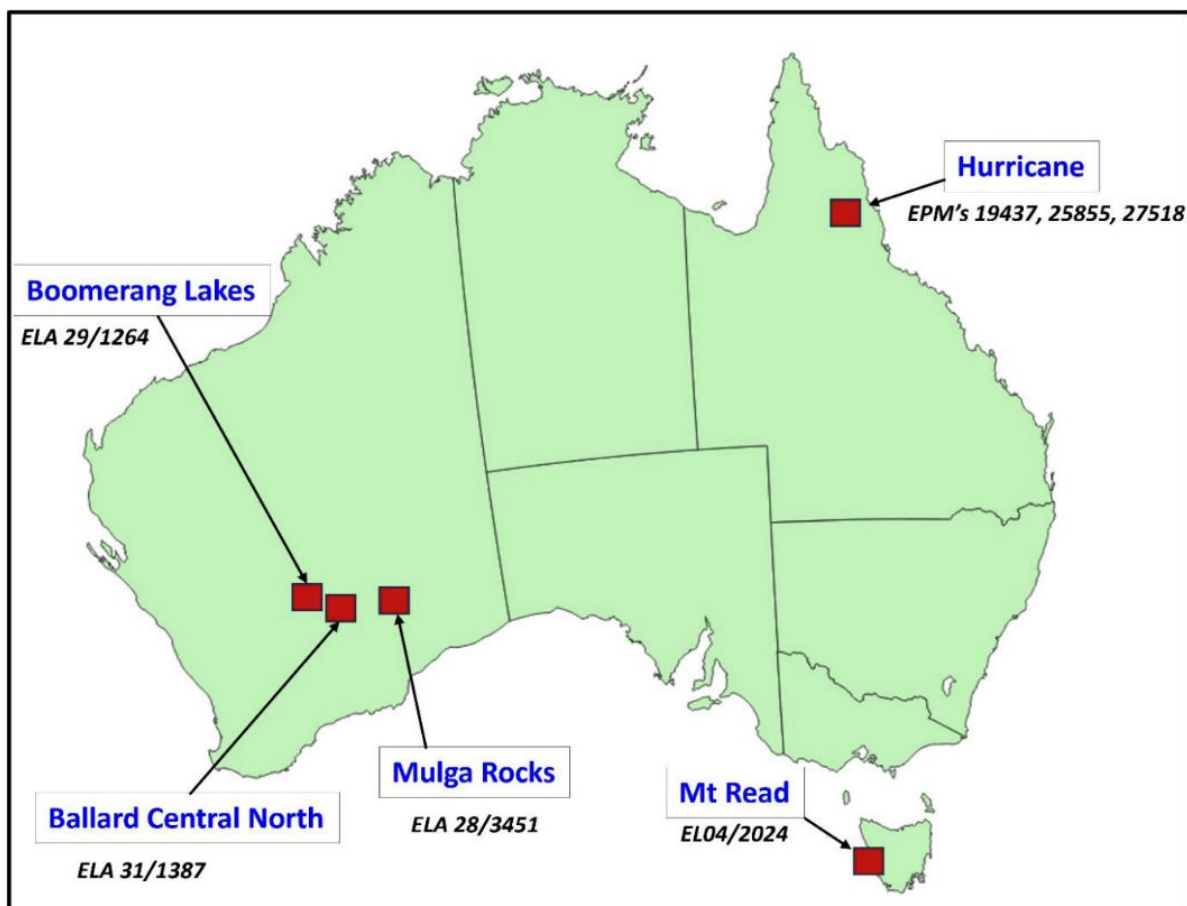 Hurricane
EPM's 19437, 25855, 27518
Boomerang Lakes
ELA 29/1264
Mulga Rocks
ELA 28/3451
Ballard Central North
ELA 31/1387
Mt Read
EL04/2024